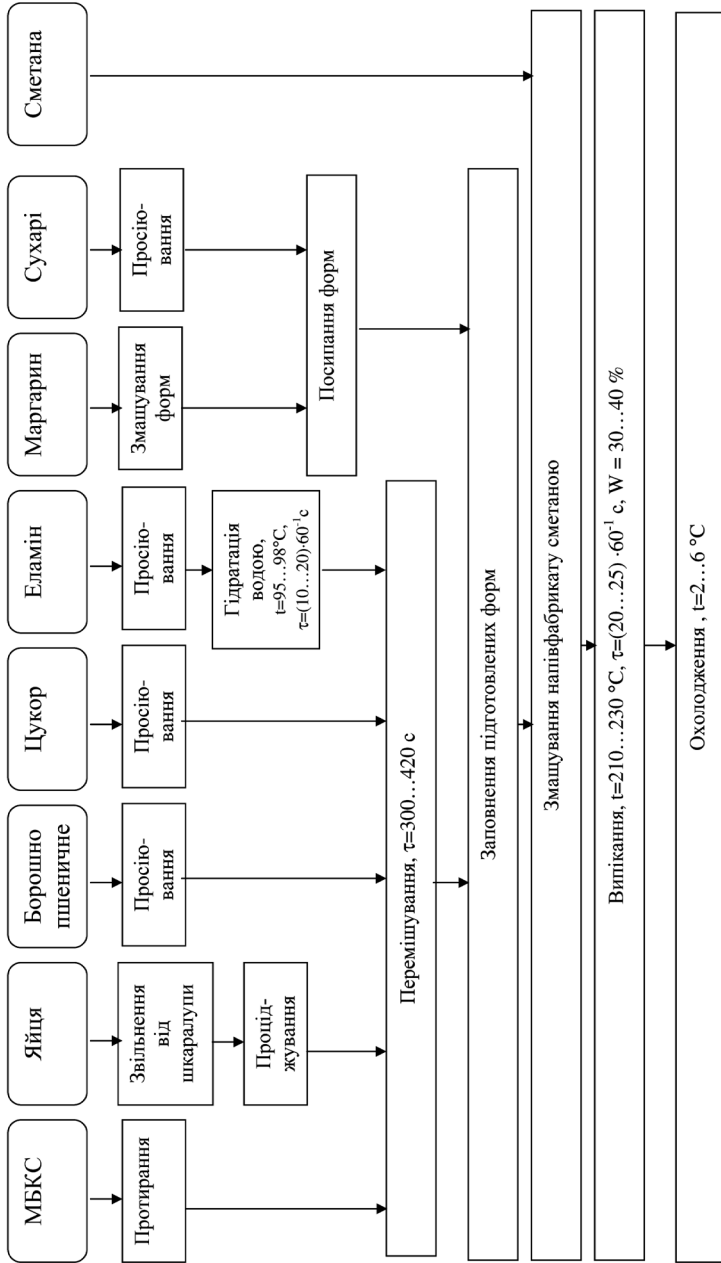 МБКС
Яйця
Борошно
пшеничне
Цукор
Еламін
Маргарин
Сухарі
Сметана
Протирання
Звільнення
від
шкаралупи
Просію-
вання
Просію-
вання
Просію-
вання
Змащування
форм
Просію-
вання
Процід-
жування
Гідратація
водою,
t=95…98°С,
τ=(10…20)·60⁻¹с
Посипання форм
Перемішування, τ=300…420 с
Заповнення підготовлених форм
Змащування напівфабрикату сметаною
Випікання, t=210…230 °С, τ=(20…25) ·60⁻¹ с, W = 30…40 %
Охолодження , t=2…6 °С